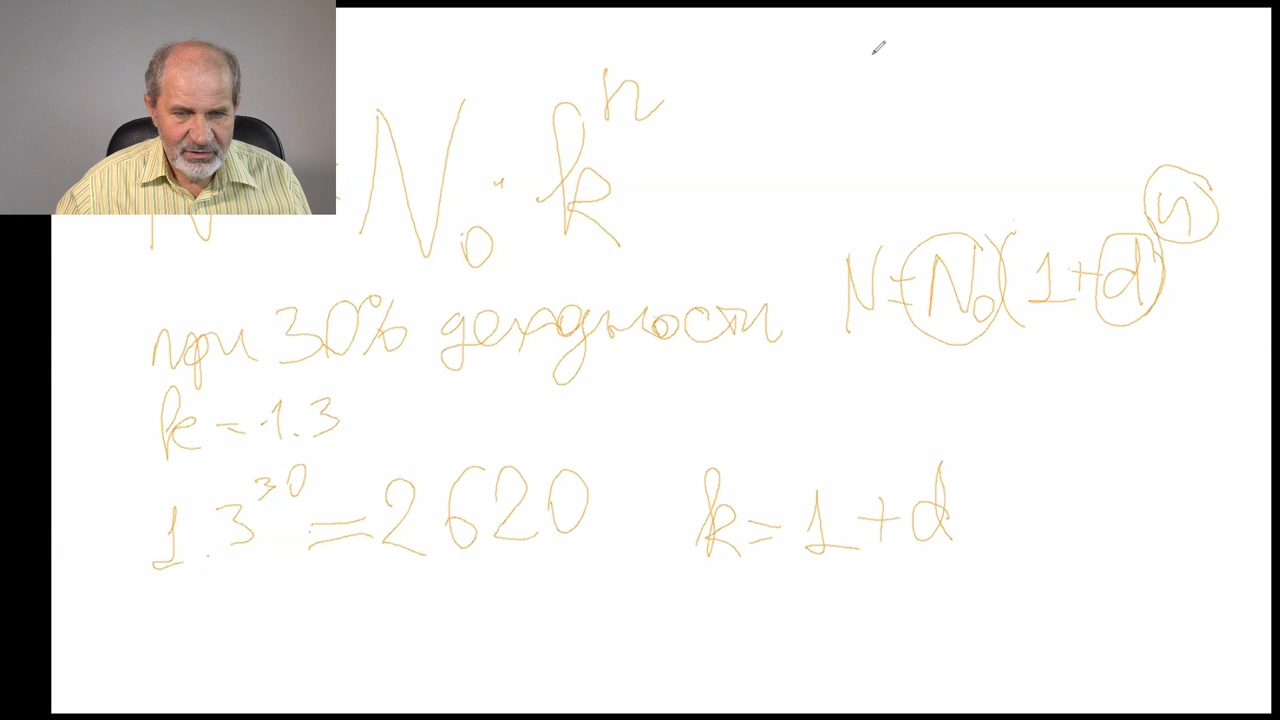 N = N₀ · kⁿ
N = N₀(1+d)ⁿ
при 30% доходности
k = 1.3
1.3³⁰ = 2620
k = 1 + d